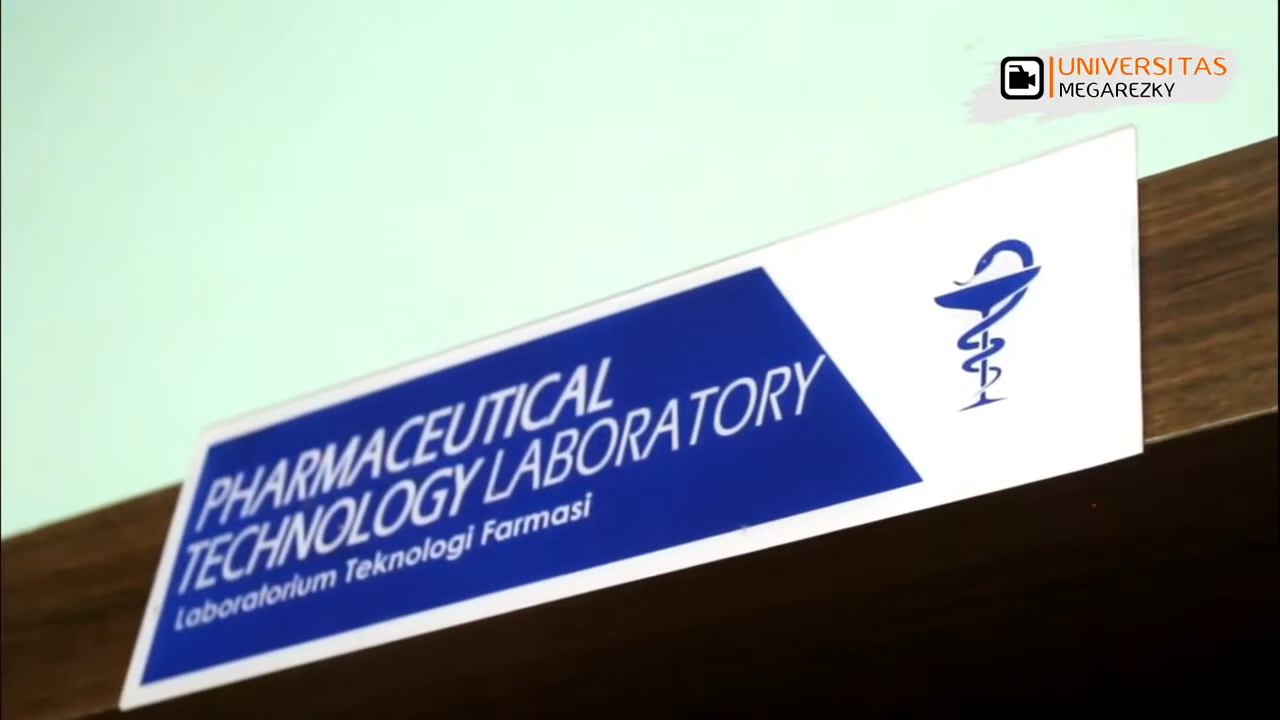 UNIVERSITAS
MEGAREZKY
PHARMACEUTICAL
TECHNOLOGY LABORATORY
Laboratorium Teknologi Farmasi